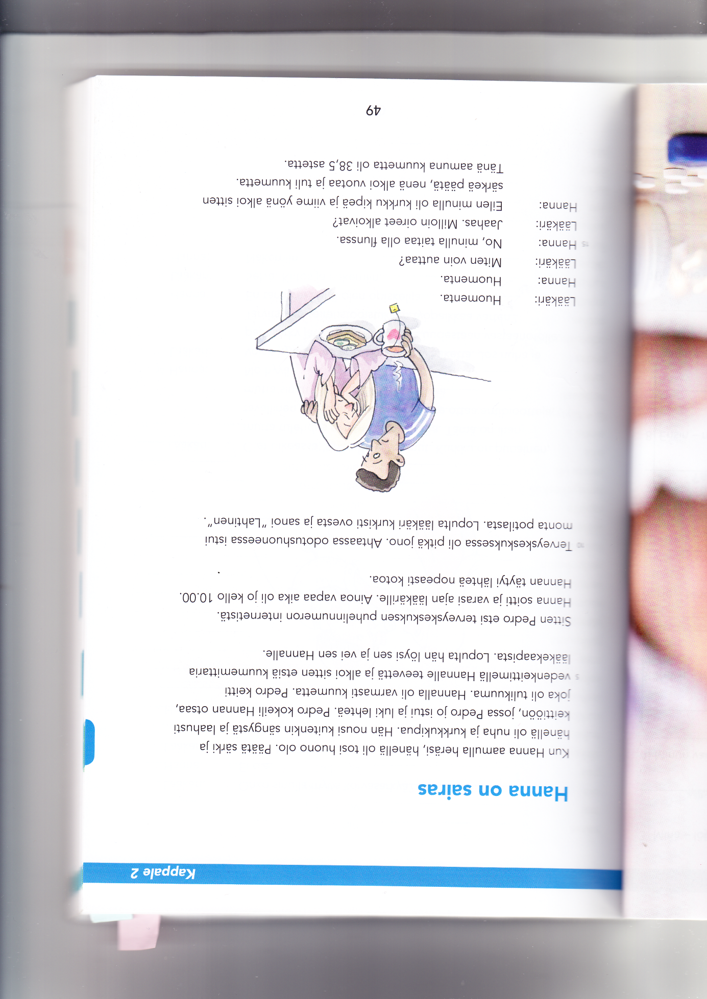 Kappale 2
Hanna on sairas
Kun Hanna aamulla heräsi, hänellä oli tosi huono olo. Päätä särki ja
hänellä oli nuha ja kurkkukipua. Hän nousi kuitenkin sängystä ja laahusti
keittiöön, jossa Pedro jo istui ja luki lehteä. Pedro kokeili Hannan otsaa,
joka oli tulikuuma. Hannalla oli varmasti kuumetta. Pedro keitti
5 vedenkeittimellä Hannalle teevettä ja alkoi sitten etsiä kuumemittaria
lääkekaapista. Lopulta hän löysi sen ja vei sen Hannalle.
Sitten Pedro etsi terveyskeskuksen puhelinnumeron internetistä.
Hanna soitti ja varasi ajan lääkärille. Ainoa vapaa aika oli jo kello 10.00.
Hannan täytyi lähteä nopeasti kotoa.
10 Terveyskeskuksessa oli pitkä jono. Ahtaassa odotushuoneessa istui
monta potilasta. Lopulta lääkäri kurkisti ovesta ja sanoi ”Lahtinen”.
Lääkäri: Huomenta.
Hanna: Huomenta.
Lääkäri: Miten voin auttaa?
15 Hanna: No, minulla taitaa olla flunssa.
Lääkäri: Jaahas. Milloin oireet alkoivat?
Hanna: Eilen minulla oli kurkku kipeä ja viime yönä alkoi sitten
särkeä päätä, nenä alkoi vuotaa ja tuli kuumetta.
Tänä aamuna kuumetta oli 38,5 astetta.
49